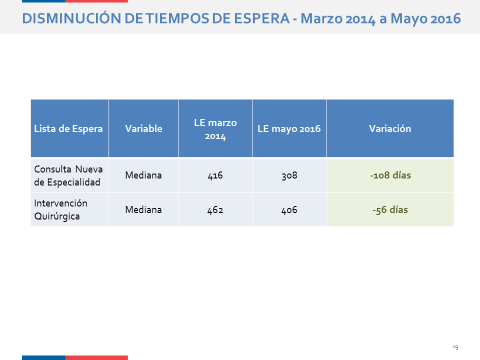 DISMINUCIÓN DE TIEMPOS DE ESPERA - Marzo 2014 a Mayo 2016
Lista de Espera Variable LE marzo 2014 LE mayo 2016 Variación
Consulta Nueva de Especialidad Mediana 416 308 -108 días
Intervención Quirúrgica Mediana 462 406 -56 días